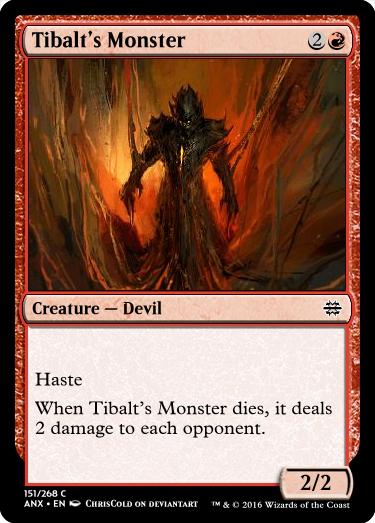 Tibalt's Monster 2
Creature — Devil
Haste
When Tibalt's Monster dies, it deals
2 damage to each opponent.
2/2
151/268 C
ANX • EN ChrisCold on deviantart ™ & © 2016 Wizards of the Coast